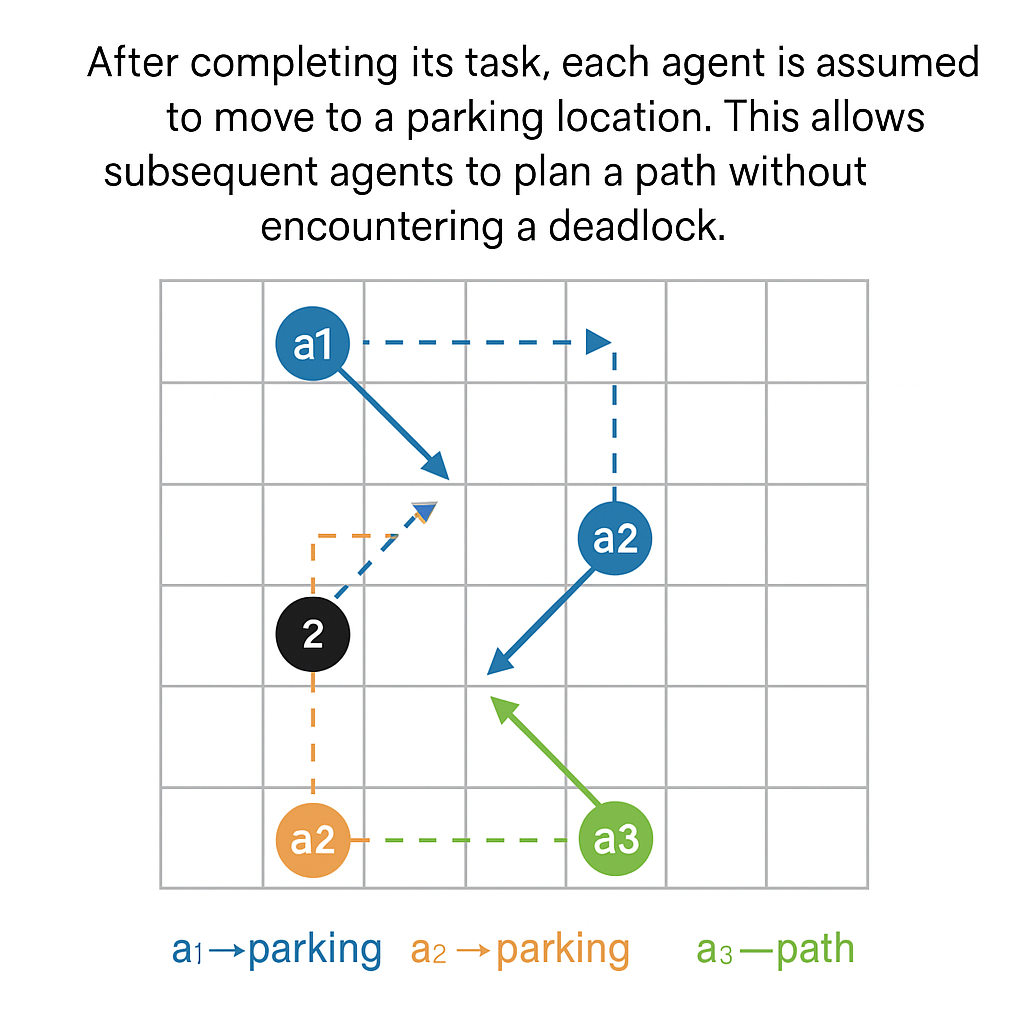 After completing its task, each agent is assumed
to move to a parking location. This allows
subsequent agents to plan a path without
encountering a deadlock.
a1
a2
2
a2
a3
a₁→parking a₂→parking a₃—path